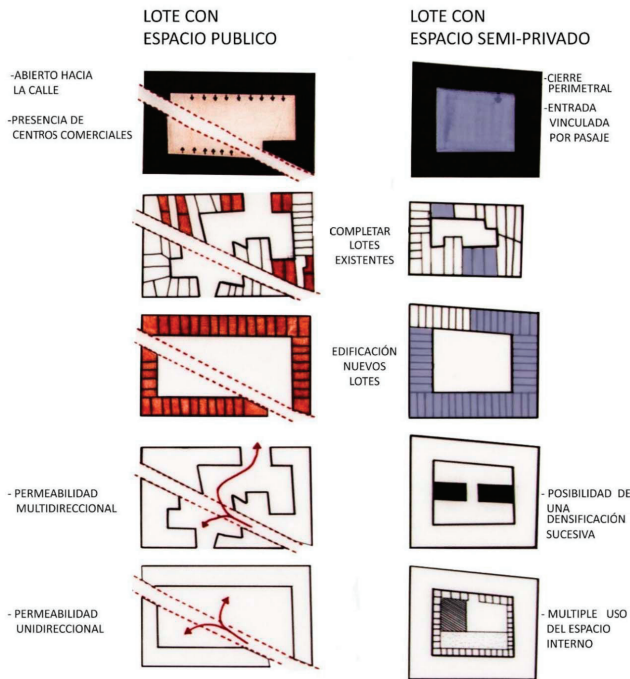 LOTE CON
ESPACIO PUBLICO
LOTE CON
ESPACIO SEMI-PRIVADO
-ABIERTO HACIA
LA CALLE
-PRESENCIA DE
CENTROS COMERCIALES
-CIERRE
PERIMETRAL
-ENTRADA
VINCULADA
POR PASAJE
COMPLETAR
LOTES
EXISTENTES
EDIFICACIÓN
NUEVOS
LOTES
- PERMEABILIDAD
MULTIDIRECCIONAL
- POSIBILIDAD DE
UNA
DENSIFICACIÓN
SUCESIVA
- PERMEABILIDAD
UNIDIRECCIONAL
- MULTIPLE USO
DEL ESPACIO
INTERNO